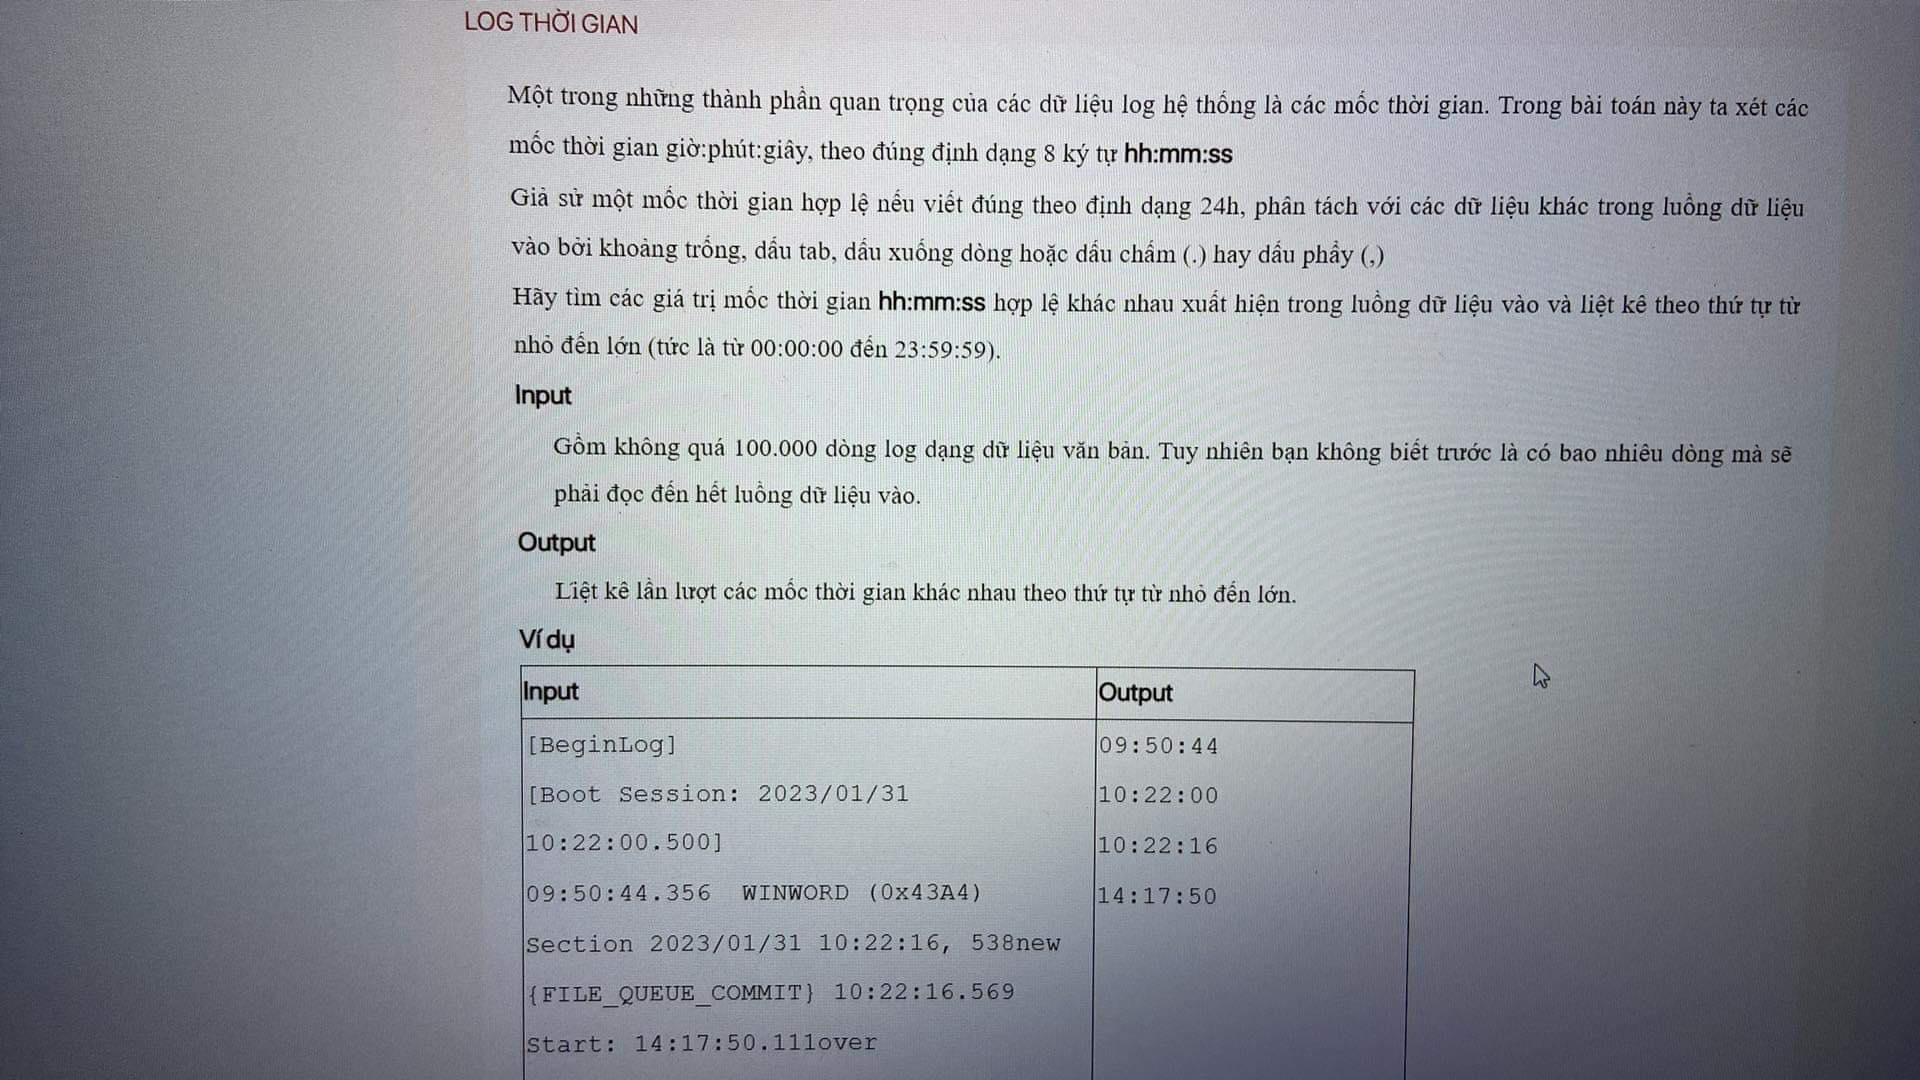 LOG THỜI GIAN
Một trong những thành phần quan trọng của các dữ liệu log hệ thống là các mốc thời gian. Trong bài toán này ta xét các
mốc thời gian giờ:phút:giây, theo đúng định dạng 8 ký tự hh:mm:ss
Giả sử một mốc thời gian hợp lệ nếu viết đúng theo định dạng 24h, phân tách với các dữ liệu khác trong luồng dữ liệu
vào bởi khoảng trống, dấu tab, dấu xuống dòng hoặc dấu chấm (.) hay dấu phẩy (,)
Hãy tìm các giá trị mốc thời gian hh:mm:ss hợp lệ khác nhau xuất hiện trong luồng dữ liệu vào và liệt kê theo thứ tự từ
nhỏ đến lớn (tức là từ 00:00:00 đến 23:59:59).
Input
Gồm không quá 100.000 dòng log dạng dữ liệu văn bản. Tuy nhiên bạn không biết trước là có bao nhiêu dòng mà sẽ
phải đọc đến hết luồng dữ liệu vào.
Output
Liệt kê lần lượt các mốc thời gian khác nhau theo thứ tự từ nhỏ đến lớn.
Ví dụ
Input Output
[BeginLog] 09:50:44
[Boot Session: 2023/01/31 10:22:00
10:22:00.500] 10:22:16
09:50:44.356 WINWORD (0x43A4) 14:17:50
Section 2023/01/31 10:22:16, 538new
{FILE_QUEUE_COMMIT} 10:22:16.569
Start: 14:17:50.111over